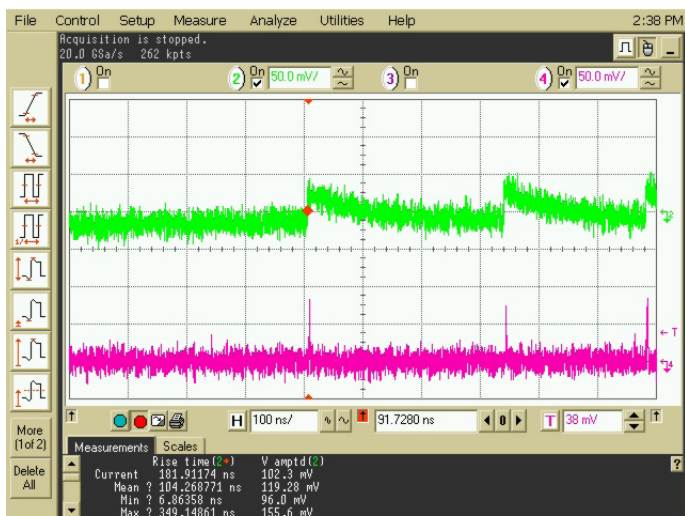 File Control Setup Measure Analyze Utilities Help 2:38 PM
Acquisition is stopped.
20.0 GSa/s 262 kpts
1 On 2 On 50.0 mV/ 3 On 4 On 50.0 mV/
2
T
4
More
(1of 2)
Delete
All
H 100 ns/ 91.7280 ns 0 T 38 mV
Measurements Scales
Rise time(2↑) V amptd(2)
Current 181.91174 ns 102.3 mV
Mean ? 104.268771 ns 119.28 mV
Min ? 6.86358 ns 96.0 mV
Max ? 349.14861 ns 155.6 mV
?